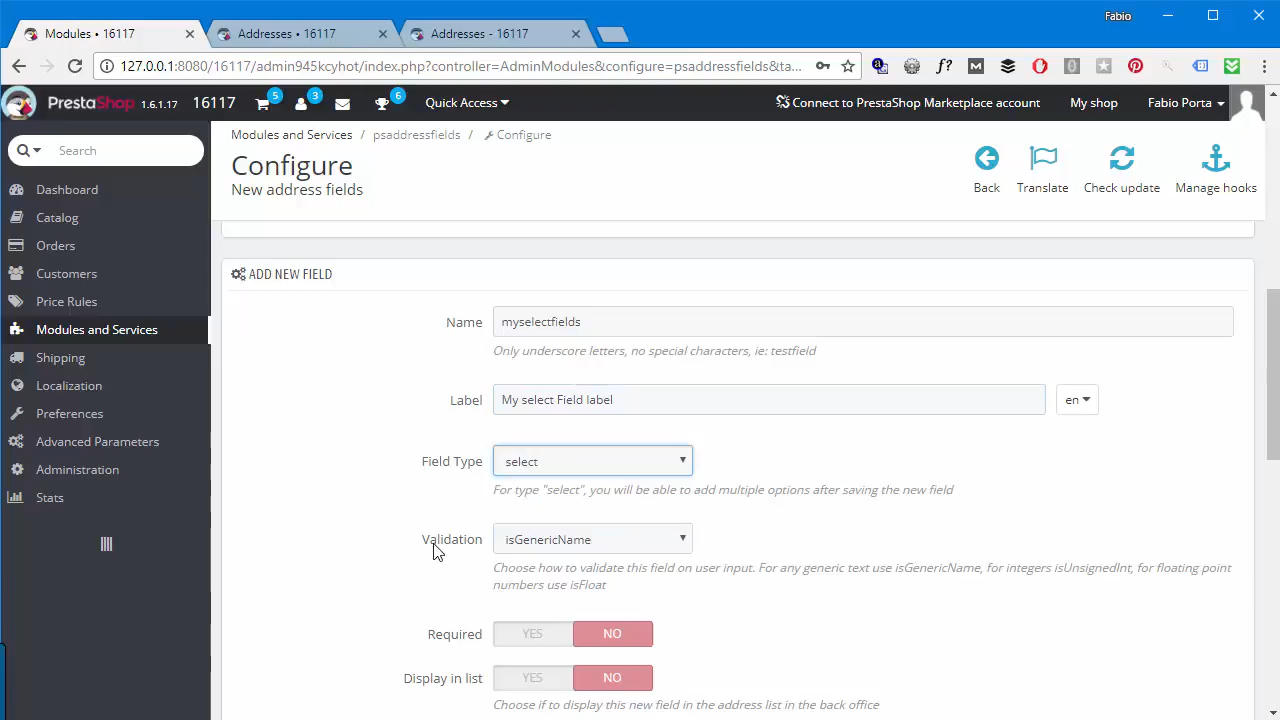 Fabio
Modules • 16117
Addresses • 16117
Addresses - 16117
127.0.0.1:8080/16117/admin945kcyhot/index.php?controller=AdminModules&configure=psaddressfields&ta...
PrestaShop 1.6.1.17 16117 5 3 6 Quick Access Connect to PrestaShop Marketplace account My shop Fabio Porta
Search
Dashboard
Catalog
Orders
Customers
Price Rules
Modules and Services
Shipping
Localization
Preferences
Advanced Parameters
Administration
Stats
Modules and Services / psaddressfields / Configure
Configure
New address fields
Back
Translate
Check update
Manage hooks
ADD NEW FIELD
Name myselectfields
Only underscore letters, no special characters, ie: testfield
Label My select Field label en
Field Type select
For type "select", you will be able to add multiple options after saving the new field
Validation isGenericName
Choose how to validate this field on user input. For any generic text use isGenericName, for integers isUnsignedInt, for floating point
numbers use isFloat
Required YES NO
Display in list YES NO
Choose if to display this new field in the address list in the back office